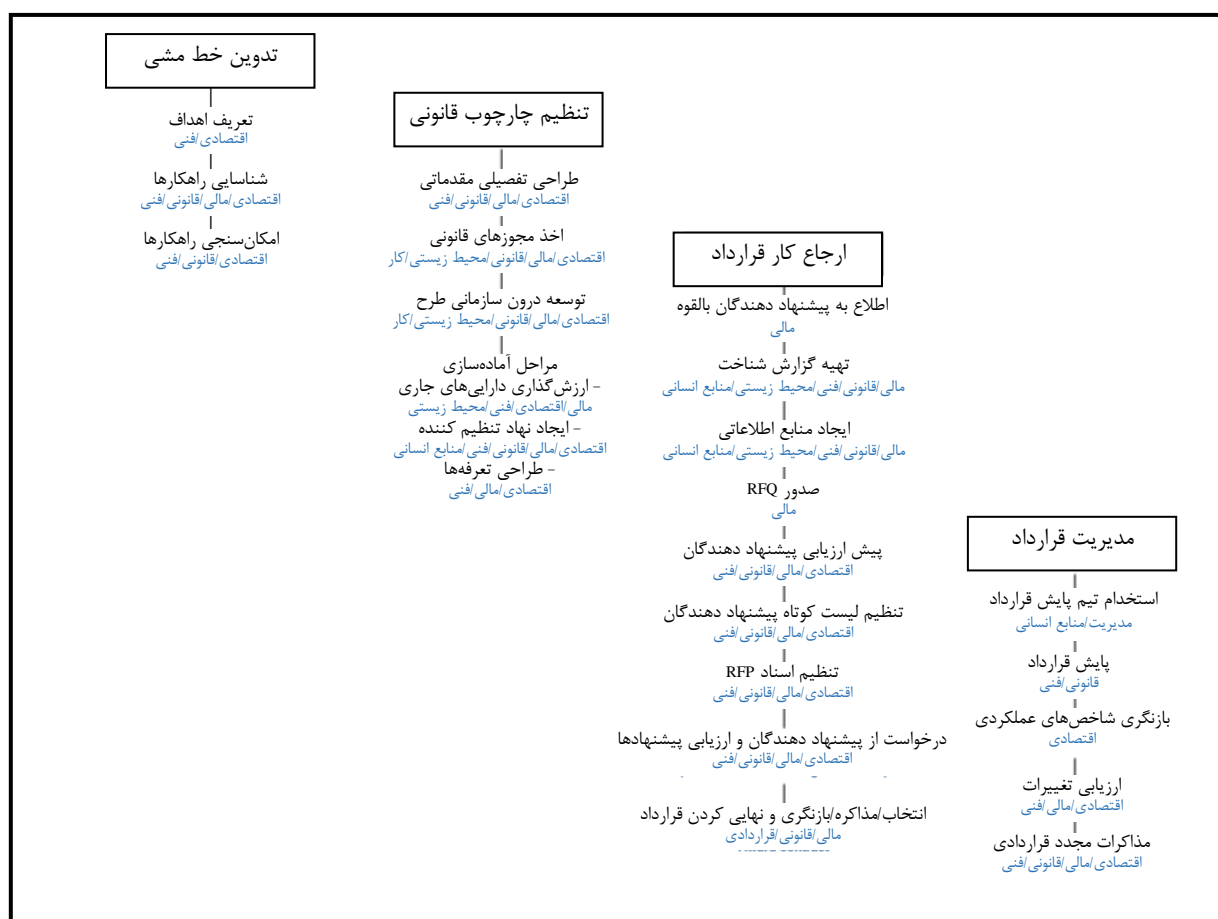 تدوین خط مشی
تعریف اهداف
اقتصادی/فنی
شناسایی راهکارها
اقتصادی/مالی/قانونی/فنی
امکان‌سنجی راهکارها
اقتصادی/قانونی/فنی
تنظیم چارچوب قانونی
طراحی تفصیلی مقدماتی
اقتصادی/مالی/قانونی/فنی
اخذ مجوزهای قانونی
اقتصادی/مالی/قانونی/محیط زیستی/کار
توسعه درون سازمانی طرح
اقتصادی/مالی/قانونی/محیط زیستی/کار
مراحل آماده‌سازی
- ارزش‌گذاری دارایی‌های جاری
مالی/اقتصادی/فنی/محیط زیستی
- ایجاد نهاد تنظیم کننده
اقتصادی/مالی/قانونی/فنی/منابع انسانی
- طراحی تعرفه‌ها
اقتصادی/مالی/فنی
ارجاع کار قرارداد
اطلاع به پیشنهاد دهندگان بالقوه
مالی
تهیه گزارش شناخت
مالی/قانونی/فنی/محیط زیستی/منابع انسانی
ایجاد منابع اطلاعاتی
مالی/قانونی/فنی/محیط زیستی/منابع انسانی
صدور RFQ
مالی
پیش ارزیابی پیشنهاد دهندگان
اقتصادی/مالی/قانونی/فنی
تنظیم لیست کوتاه پیشنهاد دهندگان
اقتصادی/مالی/قانونی/فنی
تنظیم اسناد RFP
اقتصادی/مالی/قانونی/فنی
درخواست از پیشنهاد دهندگان و ارزیابی پیشنهادها
اقتصادی/مالی/قانونی/فنی
انتخاب/مذاکره/بازنگری و نهایی کردن قرارداد
مالی/قانونی/قراردادی
مدیریت قرارداد
استخدام تیم پایش قرارداد
مدیریت/منابع انسانی
پایش قرارداد
قانونی/فنی
بازنگری شاخص‌های عملکردی
اقتصادی
ارزیابی تغییرات
اقتصادی/مالی/فنی
مذاکرات مجدد قراردادی
اقتصادی/مالی/قانونی/فنی